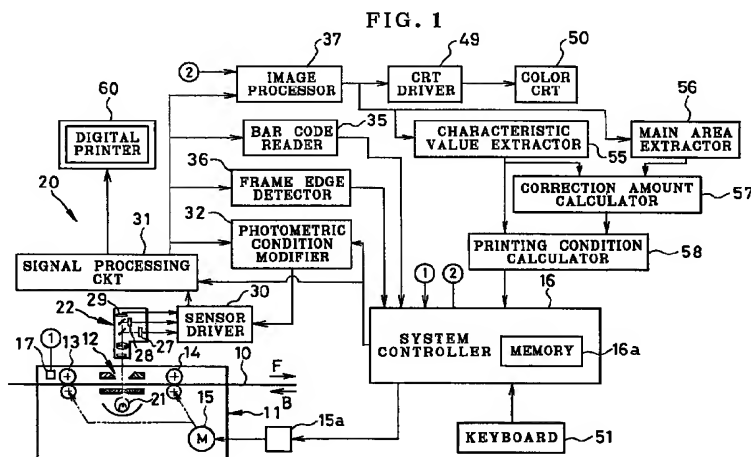 FIG. 1
37
49
50
2
IMAGE
PROCESSOR
CRT
DRIVER
COLOR
CRT
60
DIGITAL
PRINTER
35
BAR CODE
READER
CHARACTERISTIC
VALUE EXTRACTOR
55
56
MAIN AREA
EXTRACTOR
36
FRAME EDGE
DETECTOR
CORRECTION AMOUNT
CALCULATOR
57
20
32
31
PHOTOMETRIC
CONDITION
MODIFIER
PRINTING CONDITION
CALCULATOR
58
SIGNAL PROCESSING
CKT
1
2
16
29
22
30
SENSOR
DRIVER
27
28
SYSTEM
CONTROLLER
MEMORY
16a
17
1
13
12
14
10
F
B
21
15
11
M
15a
KEYBOARD
51